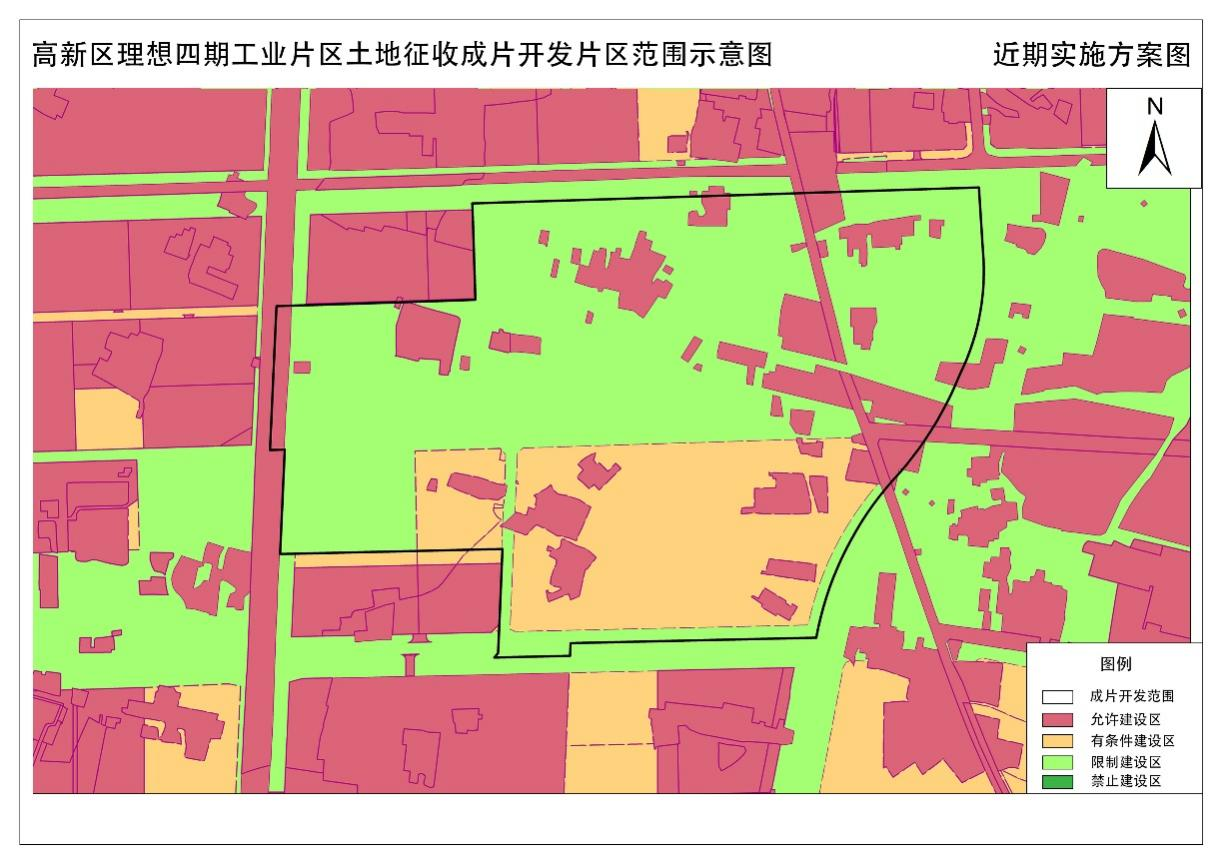 高新区理想四期工业片区土地征收成片开发片区范围示意图
近期实施方案图
N
图例
成片开发范围
允许建设区
有条件建设区
限制建设区
禁止建设区